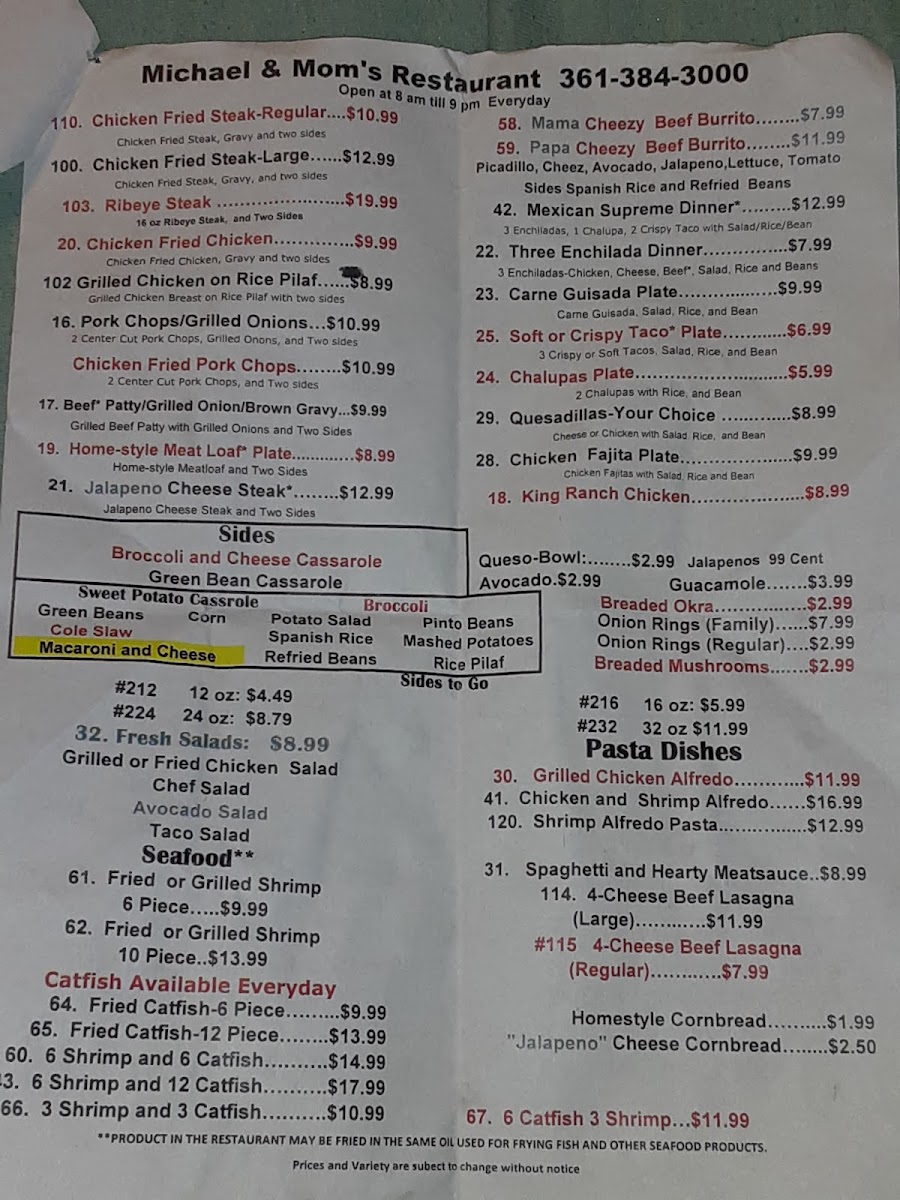 Michael & Mom's Restaurant 361-384-3000
Open at 8 am till 9 pm Everyday
110. Chicken Fried Steak-Regular....$10.99
Chicken Fried Steak, Gravy and two sides
100. Chicken Fried Steak-Large......$12.99
Chicken Fried Steak, Gravy, and two sides
103. Ribeye Steak ......................$19.99
16 oz Ribeye Steak, and Two Sides
20. Chicken Fried Chicken..............$9.99
Chicken Fried Chicken, Gravy and two sides
102 Grilled Chicken on Rice Pilaf......$8.99
Grilled Chicken Breast on Rice Pilaf with two sides
16. Pork Chops/Grilled Onions...$10.99
2 Center Cut Pork Chops, Grilled Onons, and Two sides
Chicken Fried Pork Chops........$10.99
2 Center Cut Pork Chops, and Two sides
17. Beef* Patty/Grilled Onion/Brown Gravy...$9.99
Grilled Beef Patty with Grilled Onions and Two Sides
19. Home-style Meat Loaf* Plate............$8.99
Home-style Meatloaf and Two Sides
21. Jalapeno Cheese Steak*........$12.99
Jalapeno Cheese Steak and Two Sides
58. Mama Cheezy Beef Burrito........$7.99
59. Papa Cheezy Beef Burrito........$11.99
Picadillo, Cheez, Avocado, Jalapeno,Lettuce, Tomato
Sides Spanish Rice and Refried Beans
42. Mexican Supreme Dinner*.........$12.99
3 Enchiladas, 1 Chalupa, 2 Crispy Taco with Salad/Rice/Bean
22. Three Enchilada Dinner...............$7.99
3 Enchiladas-Chicken, Cheese, Beef*, Salad, Rice and Beans
23. Carne Guisada Plate..................$9.99
Carne Guisada, Salad, Rice, and Bean
25. Soft or Crispy Taco* Plate...........$6.99
3 Crispy or Soft Tacos, Salad, Rice, and Bean
24. Chalupas Plate............................$5.99
2 Chalupas with Rice, and Bean
29. Quesadillas-Your Choice ............$8.99
Cheese or Chicken with Salad, Rice, and Bean
28. Chicken Fajita Plate....................$9.99
Chicken Fajitas with Salad, Rice and Bean
18. King Ranch Chicken....................$8.99
Sides
Broccoli and Cheese Cassarole
Green Bean Cassarole
Sweet Potato Cassrole Broccoli
Green Beans Corn Potato Salad Pinto Beans
Cole Slaw Spanish Rice Mashed Potatoes
Macaroni and Cheese Refried Beans Rice Pilaf
Queso-Bowl:........$2.99 Jalapenos 99 Cent
Avocado.$2.99 Guacamole.......$3.99
Breaded Okra................$2.99
Onion Rings (Family)......$7.99
Onion Rings (Regular)....$2.99
Breaded Mushrooms.......$2.99
Sides to Go
#212 12 oz: $4.49
#224 24 oz: $8.79
#216 16 oz: $5.99
#232 32 oz $11.99
32. Fresh Salads: $8.99
Grilled or Fried Chicken Salad
Chef Salad
Avocado Salad
Taco Salad
Seafood**
61. Fried or Grilled Shrimp
6 Piece.....$9.99
62. Fried or Grilled Shrimp
10 Piece..$13.99
Catfish Available Everyday
64. Fried Catfish-6 Piece.........$9.99
65. Fried Catfish-12 Piece........$13.99
60. 6 Shrimp and 6 Catfish..........$14.99
3. 6 Shrimp and 12 Catfish..........$17.99
66. 3 Shrimp and 3 Catfish..........$10.99
Pasta Dishes
30. Grilled Chicken Alfredo............$11.99
41. Chicken and Shrimp Alfredo......$16.99
120. Shrimp Alfredo Pasta................$12.99
31. Spaghetti and Hearty Meatsauce..$8.99
114. 4-Cheese Beef Lasagna
(Large)............$11.99
#115 4-Cheese Beef Lasagna
(Regular)............$7.99
Homestyle Cornbread..........$1.99
"Jalapeno" Cheese Cornbread........$2.50
67. 6 Catfish 3 Shrimp...$11.99
**PRODUCT IN THE RESTAURANT MAY BE FRIED IN THE SAME OIL USED FOR FRYING FISH AND OTHER SEAFOOD PRODUCTS.
Prices and Variety are subect to change without notice